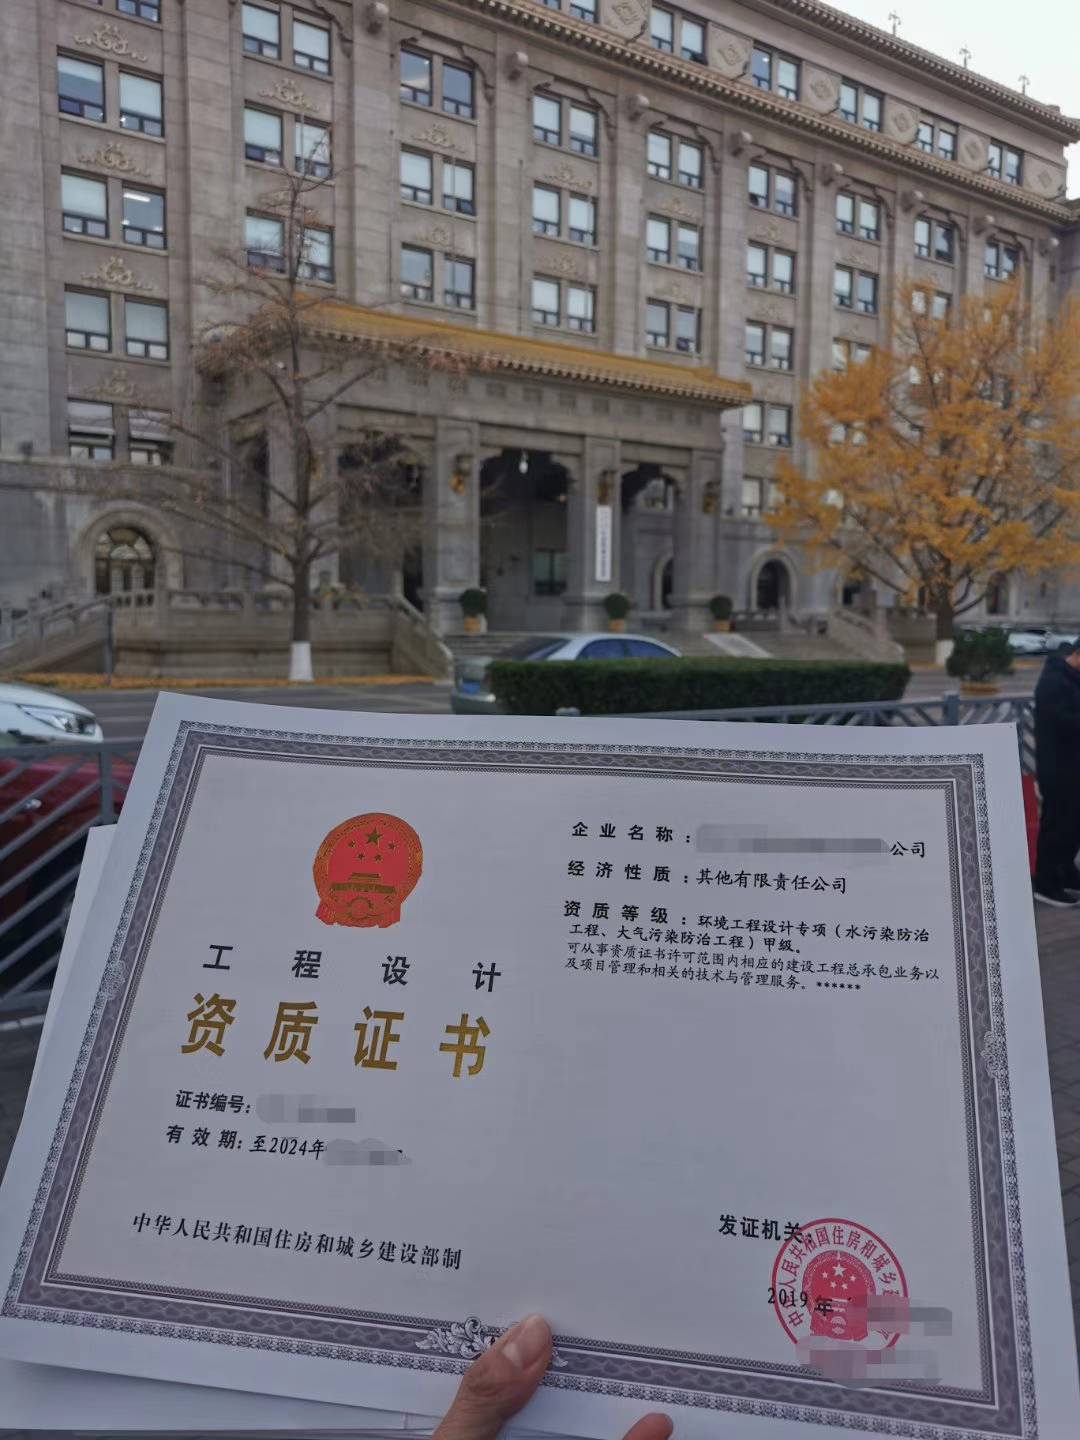 工程设计
资质证书
证书编号:
有效期: 至2024年
中华人民共和国住房和城乡建设部制
企业名称: 公司
经济性质: 其他有限责任公司
资质等级: 环境工程设计专项（水污染防治
工程、大气污染防治工程）甲级。
可从事资质证书许可范围内相应的建设工程总承包业务以
及项目管理和相关的技术与管理服务。******
发证机关:
中华人民共和国住房和城乡建
2019年